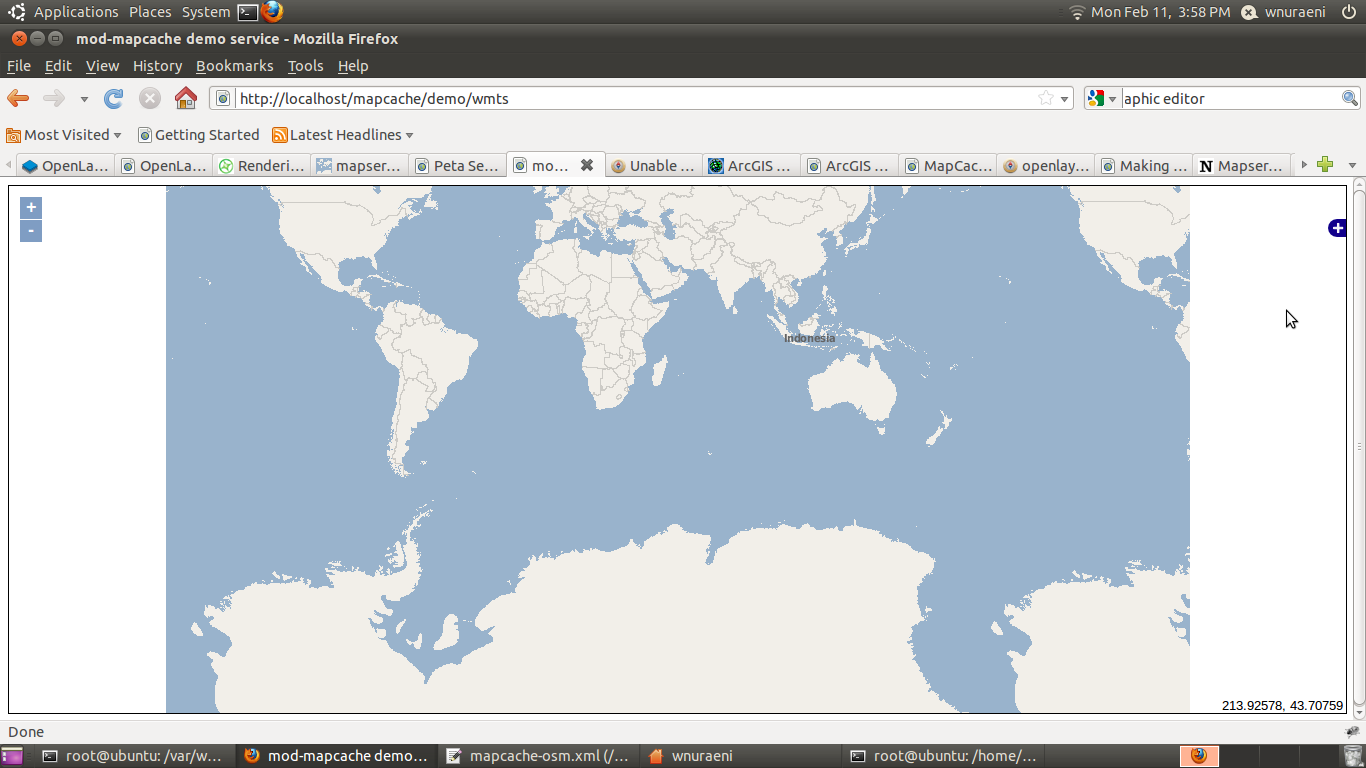 Applications Places System Mon Feb 11, 3:58 PM wnuraeni
mod-mapcache demo service - Mozilla Firefox
File Edit View History Bookmarks Tools Help
http://localhost/mapcache/demo/wmts aphic editor
Most Visited Getting Started Latest Headlines
OpenLa... OpenLa... Renderi... mapser... Peta Se... mo... Unable ... ArcGIS ... ArcGIS ... MapCac... openlay... Making ... N Mapser...
+
-
+
Indonesia
213.92578, 43.70759
Done
root@ubuntu: /var/w... mod-mapcache demo... mapcache-osm.xml (/... wnuraeni root@ubuntu: /home/...